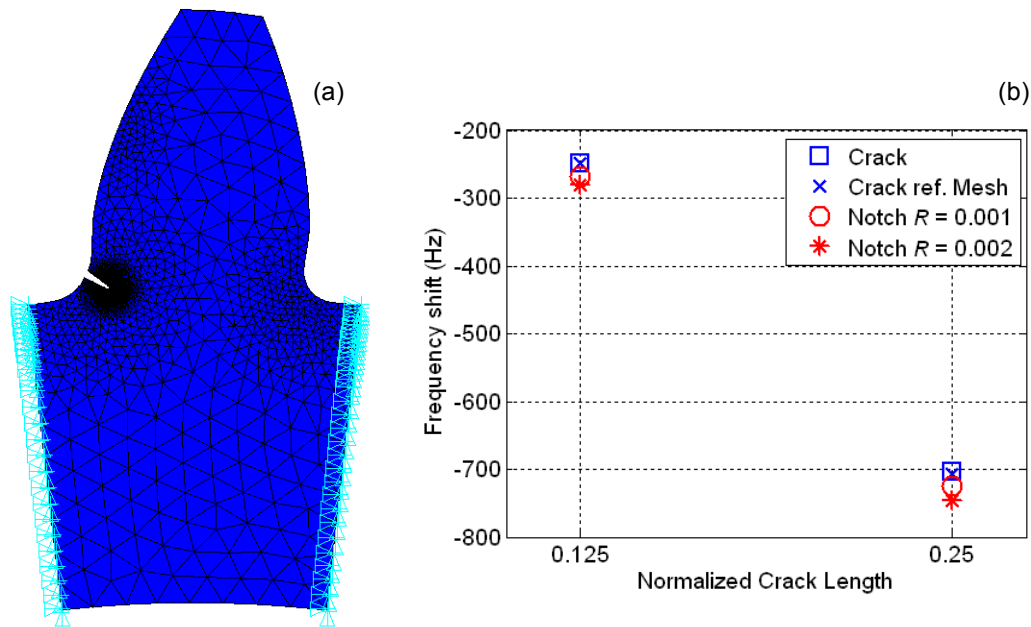 (a)
(b)
-200
-300
-400
-500
-600
-700
-800
Frequency shift (Hz)
Crack
Crack ref. Mesh
Notch R = 0.001
Notch R = 0.002
0.125
0.25
Normalized Crack Length